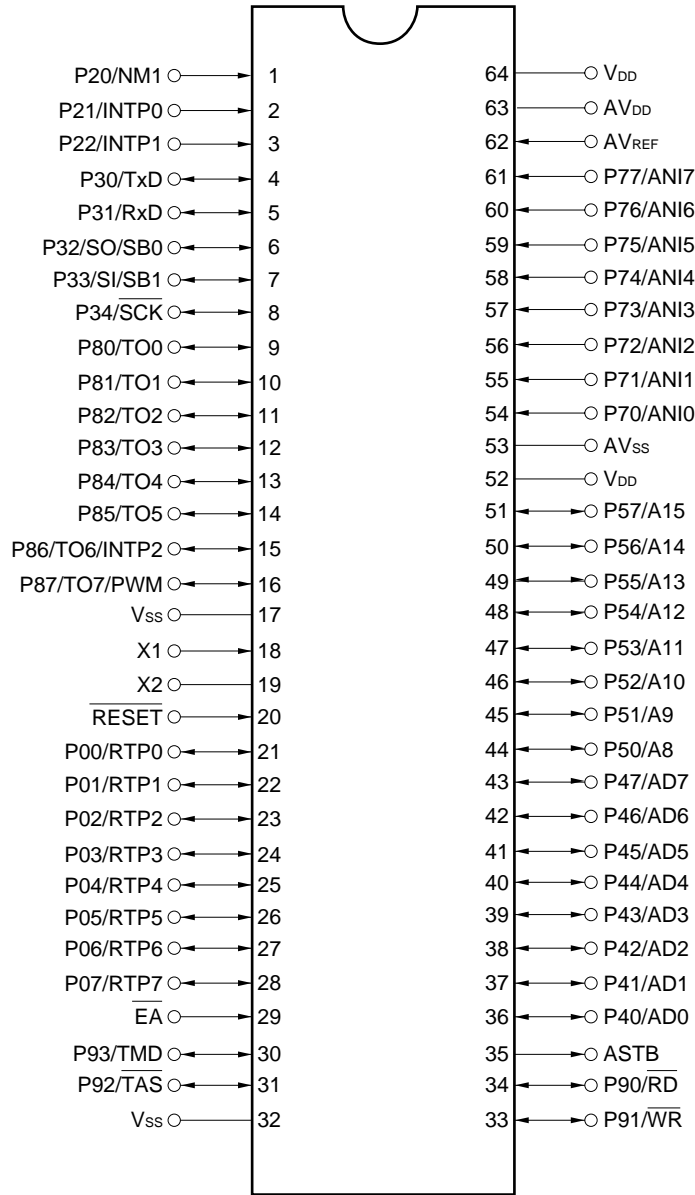 P20/NM1 1 64 VDD
P21/INTP0 2 63 AVDD
P22/INTP1 3 62 AVREF
P30/TxD 4 61 P77/ANI7
P31/RxD 5 60 P76/ANI6
P32/SO/SB0 6 59 P75/ANI5
P33/SI/SB1 7 58 P74/ANI4
P34/S̅C̅K̅ 8 57 P73/ANI3
P80/TO0 9 56 P72/ANI2
P81/TO1 10 55 P71/ANI1
P82/TO2 11 54 P70/ANI0
P83/TO3 12 53 AVSS
P84/TO4 13 52 VDD
P85/TO5 14 51 P57/A15
P86/TO6/INTP2 15 50 P56/A14
P87/TO7/PWM 16 49 P55/A13
VSS 17 48 P54/A12
X1 18 47 P53/A11
X2 19 46 P52/A10
R̅E̅S̅E̅T̅ 20 45 P51/A9
P00/RTP0 21 44 P50/A8
P01/RTP1 22 43 P47/AD7
P02/RTP2 23 42 P46/AD6
P03/RTP3 24 41 P45/AD5
P04/RTP4 25 40 P44/AD4
P05/RTP5 26 39 P43/AD3
P06/RTP6 27 38 P42/AD2
P07/RTP7 28 37 P41/AD1
E̅A̅ 29 36 P40/AD0
P93/TMD 30 35 ASTB
P92/T̅A̅S̅ 31 34 P90/R̅D̅
VSS 32 33 P91/W̅R̅